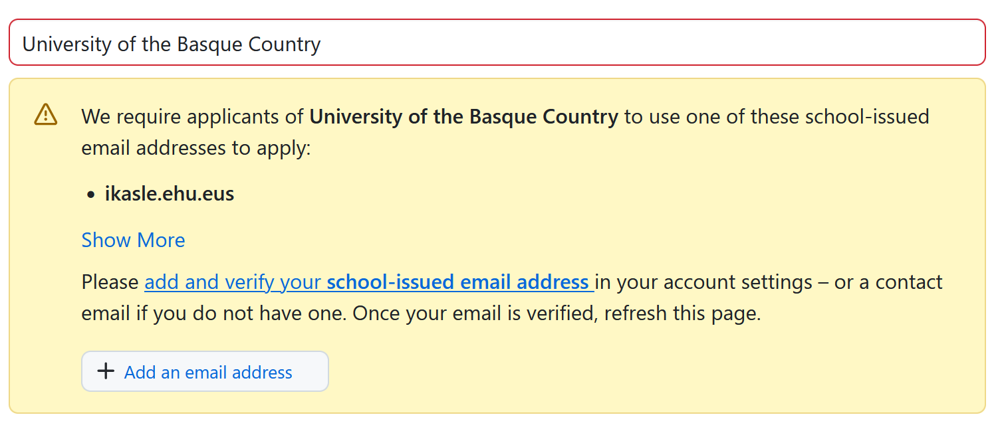 University of the Basque Country
We require applicants of University of the Basque Country to use one of these school-issued
email addresses to apply:
• ikasle.ehu.eus
Show More
Please add and verify your school-issued email address in your account settings – or a contact
email if you do not have one. Once your email is verified, refresh this page.
+ Add an email address